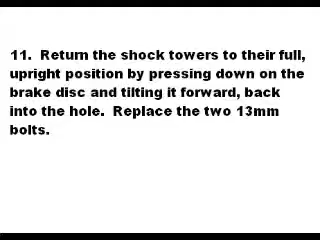 11.  Return the shock towers to their full,
upright position by pressing down on the
brake disc and tilting it forward, back
into the hole.  Replace the two 13mm
bolts.